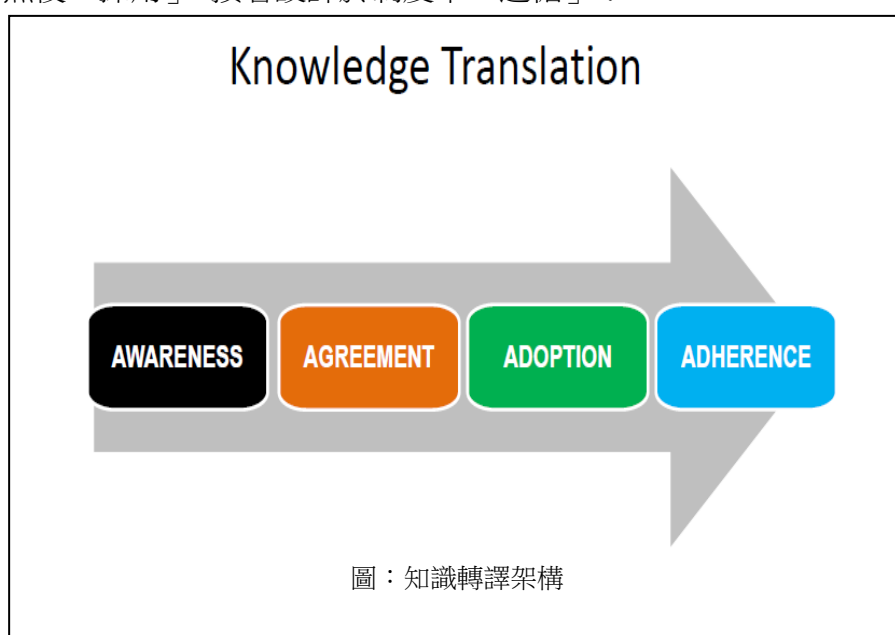 Knowledge Translation
AWARENESS
AGREEMENT
ADOPTION
ADHERENCE
圖：知識轉譯架構